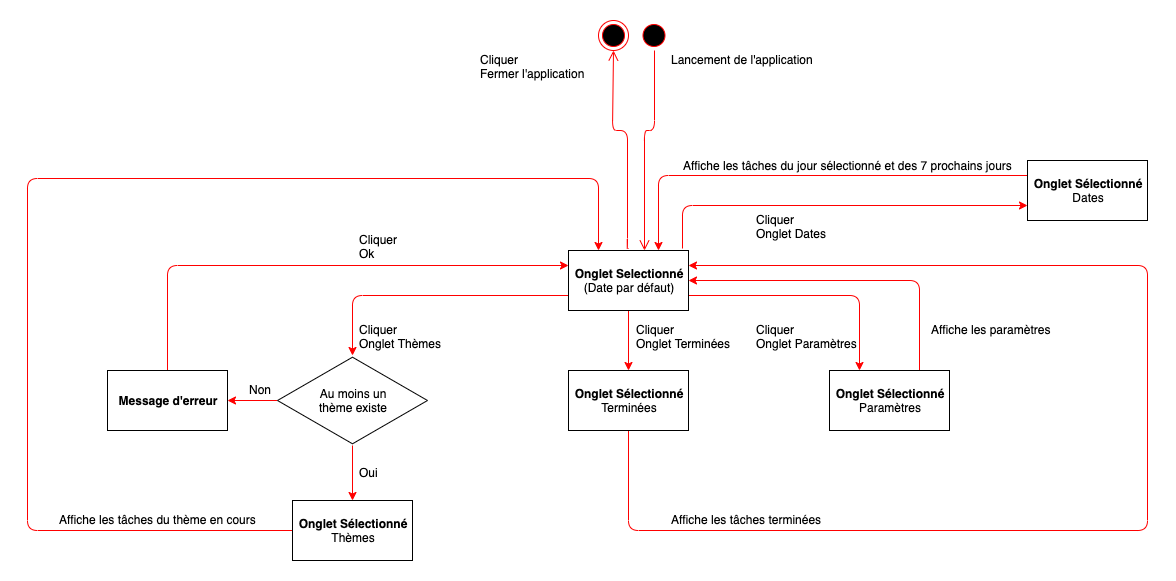 Cliquer
Fermer l'application
Lancement de l'application
Affiche les tâches du jour sélectionné et des 7 prochains jours
Onglet Sélectionné
Dates
Cliquer
Onglet Dates
Cliquer
Ok
Onglet Selectionné
(Date par défaut)
Cliquer
Onglet Thèmes
Cliquer
Onglet Terminées
Cliquer
Onglet Paramètres
Affiche les paramètres
Message d'erreur
Non
Au moins un
thème existe
Onglet Sélectionné
Terminées
Onglet Sélectionné
Paramètres
Oui
Affiche les tâches du thème en cours
Onglet Sélectionné
Thèmes
Affiche les tâches terminées